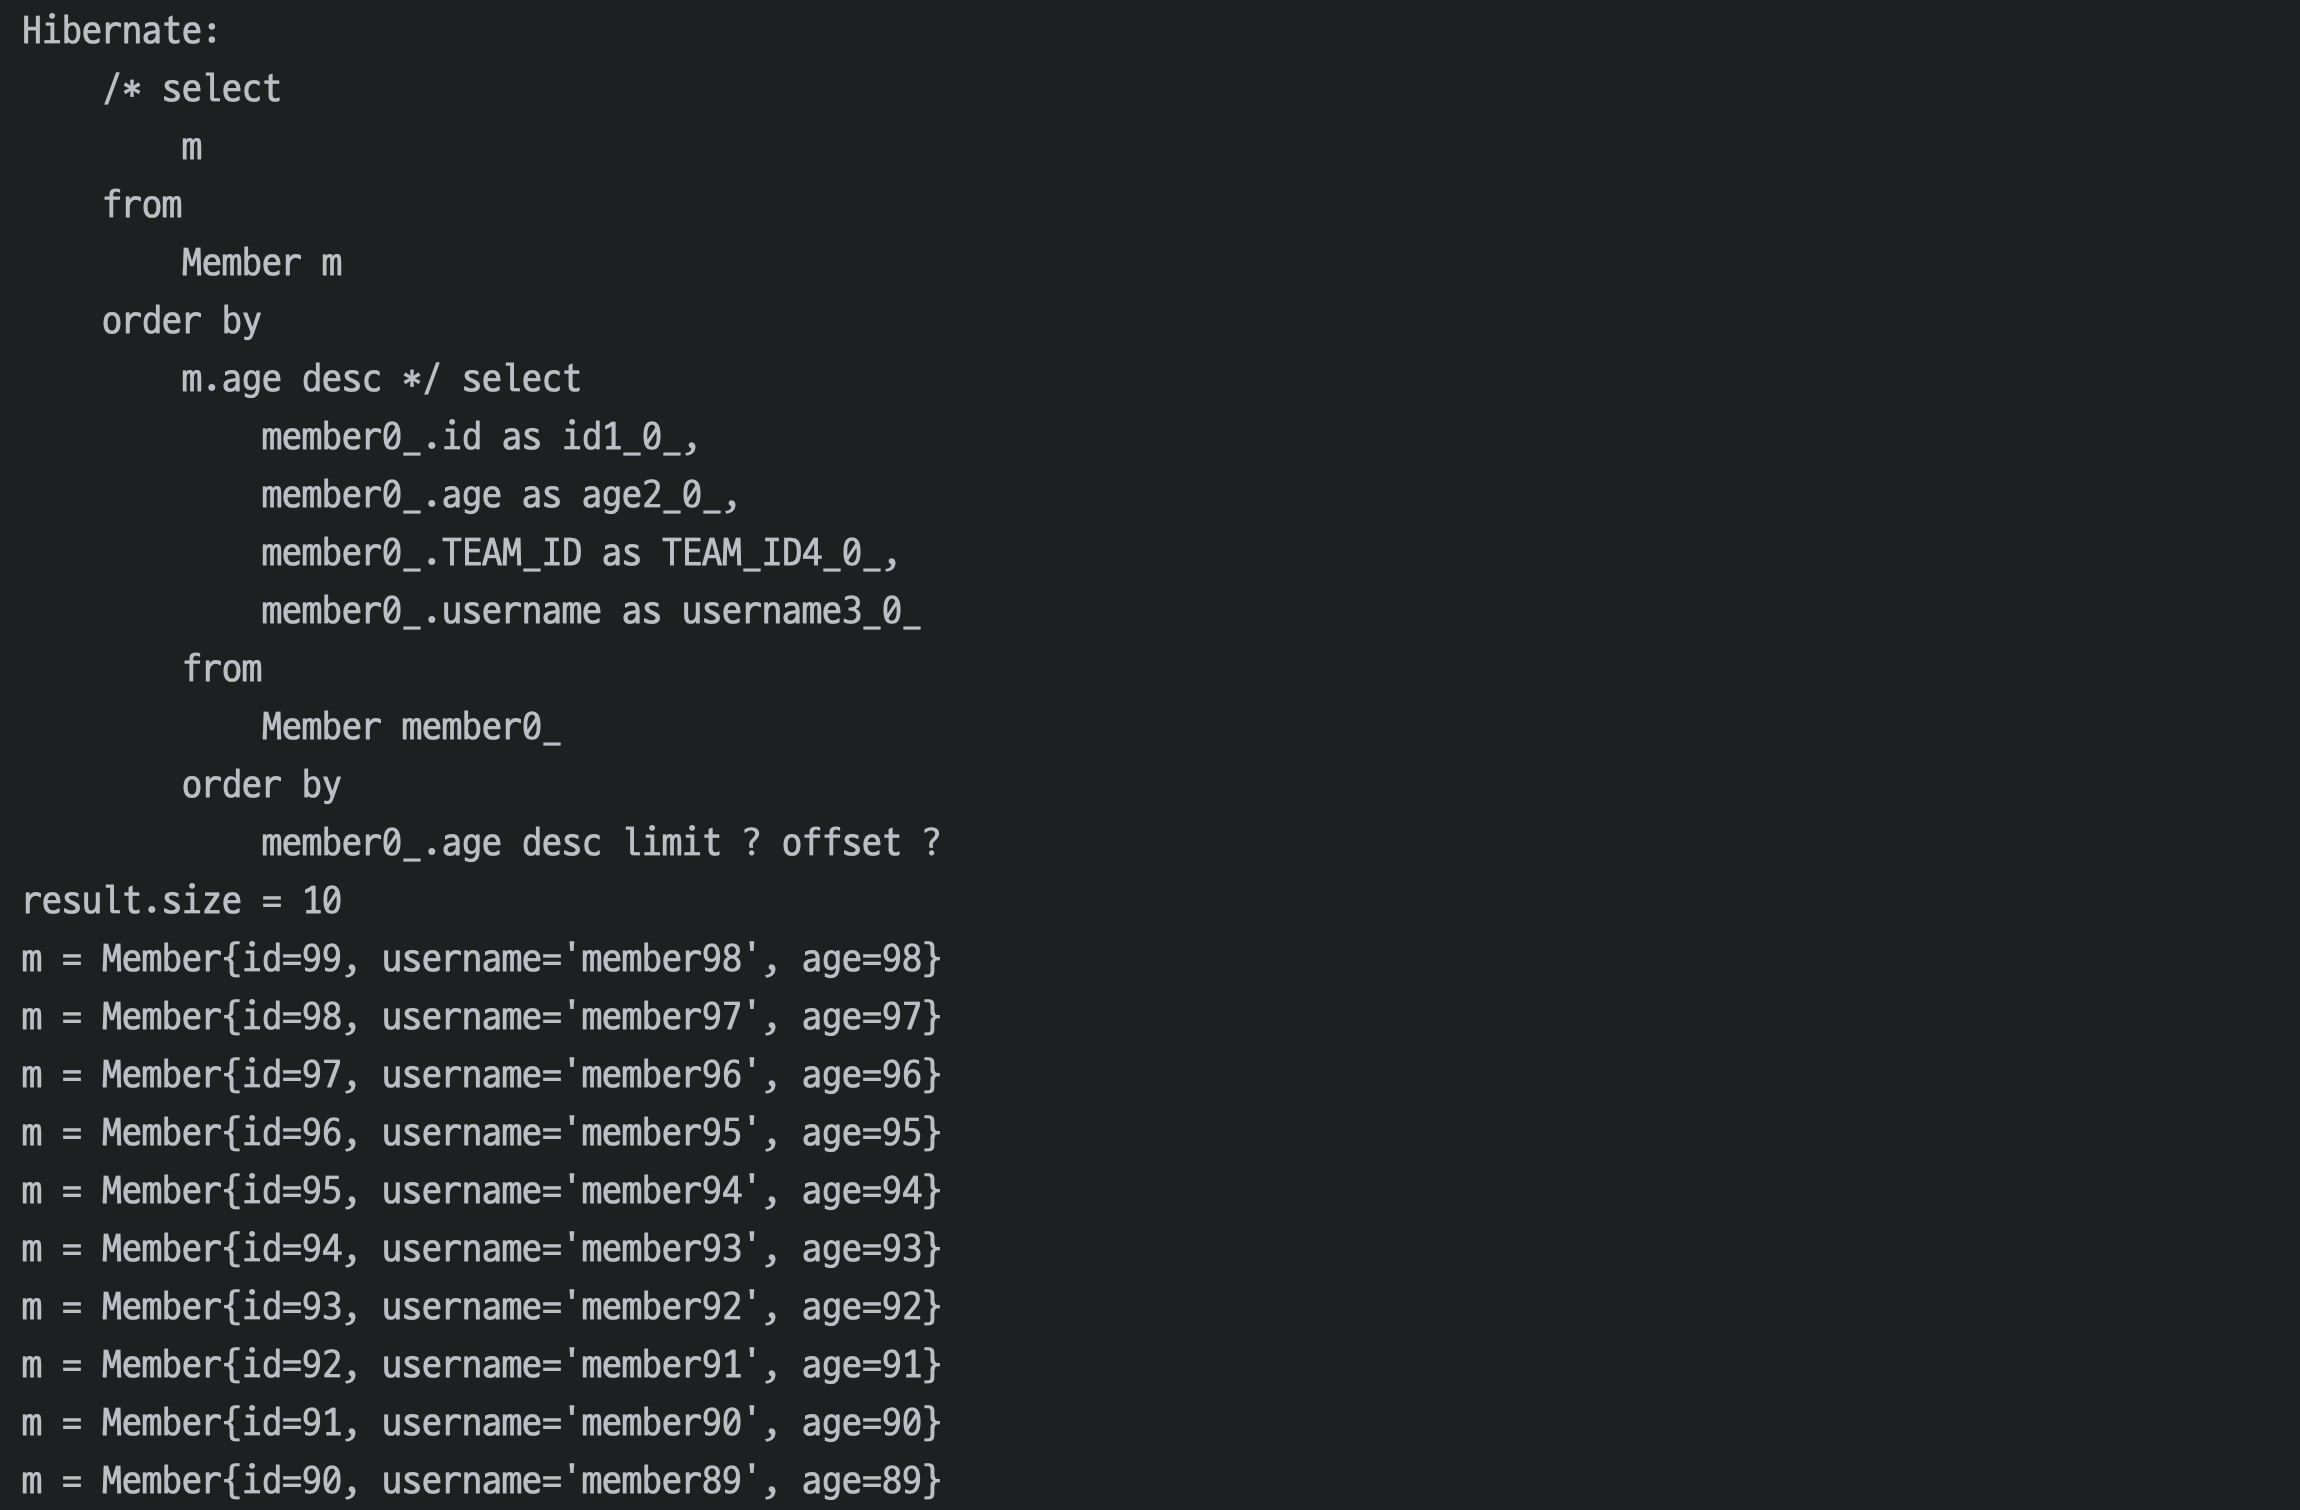 Hibernate:
    /* select
        m
    from
        Member m
    order by
        m.age desc */ select
            member0_.id as id1_0_,
            member0_.age as age2_0_,
            member0_.TEAM_ID as TEAM_ID4_0_,
            member0_.username as username3_0_
        from
            Member member0_
        order by
            member0_.age desc limit ? offset ?
result.size = 10
m = Member{id=99, username='member98', age=98}
m = Member{id=98, username='member97', age=97}
m = Member{id=97, username='member96', age=96}
m = Member{id=96, username='member95', age=95}
m = Member{id=95, username='member94', age=94}
m = Member{id=94, username='member93', age=93}
m = Member{id=93, username='member92', age=92}
m = Member{id=92, username='member91', age=91}
m = Member{id=91, username='member90', age=90}
m = Member{id=90, username='member89', age=89}